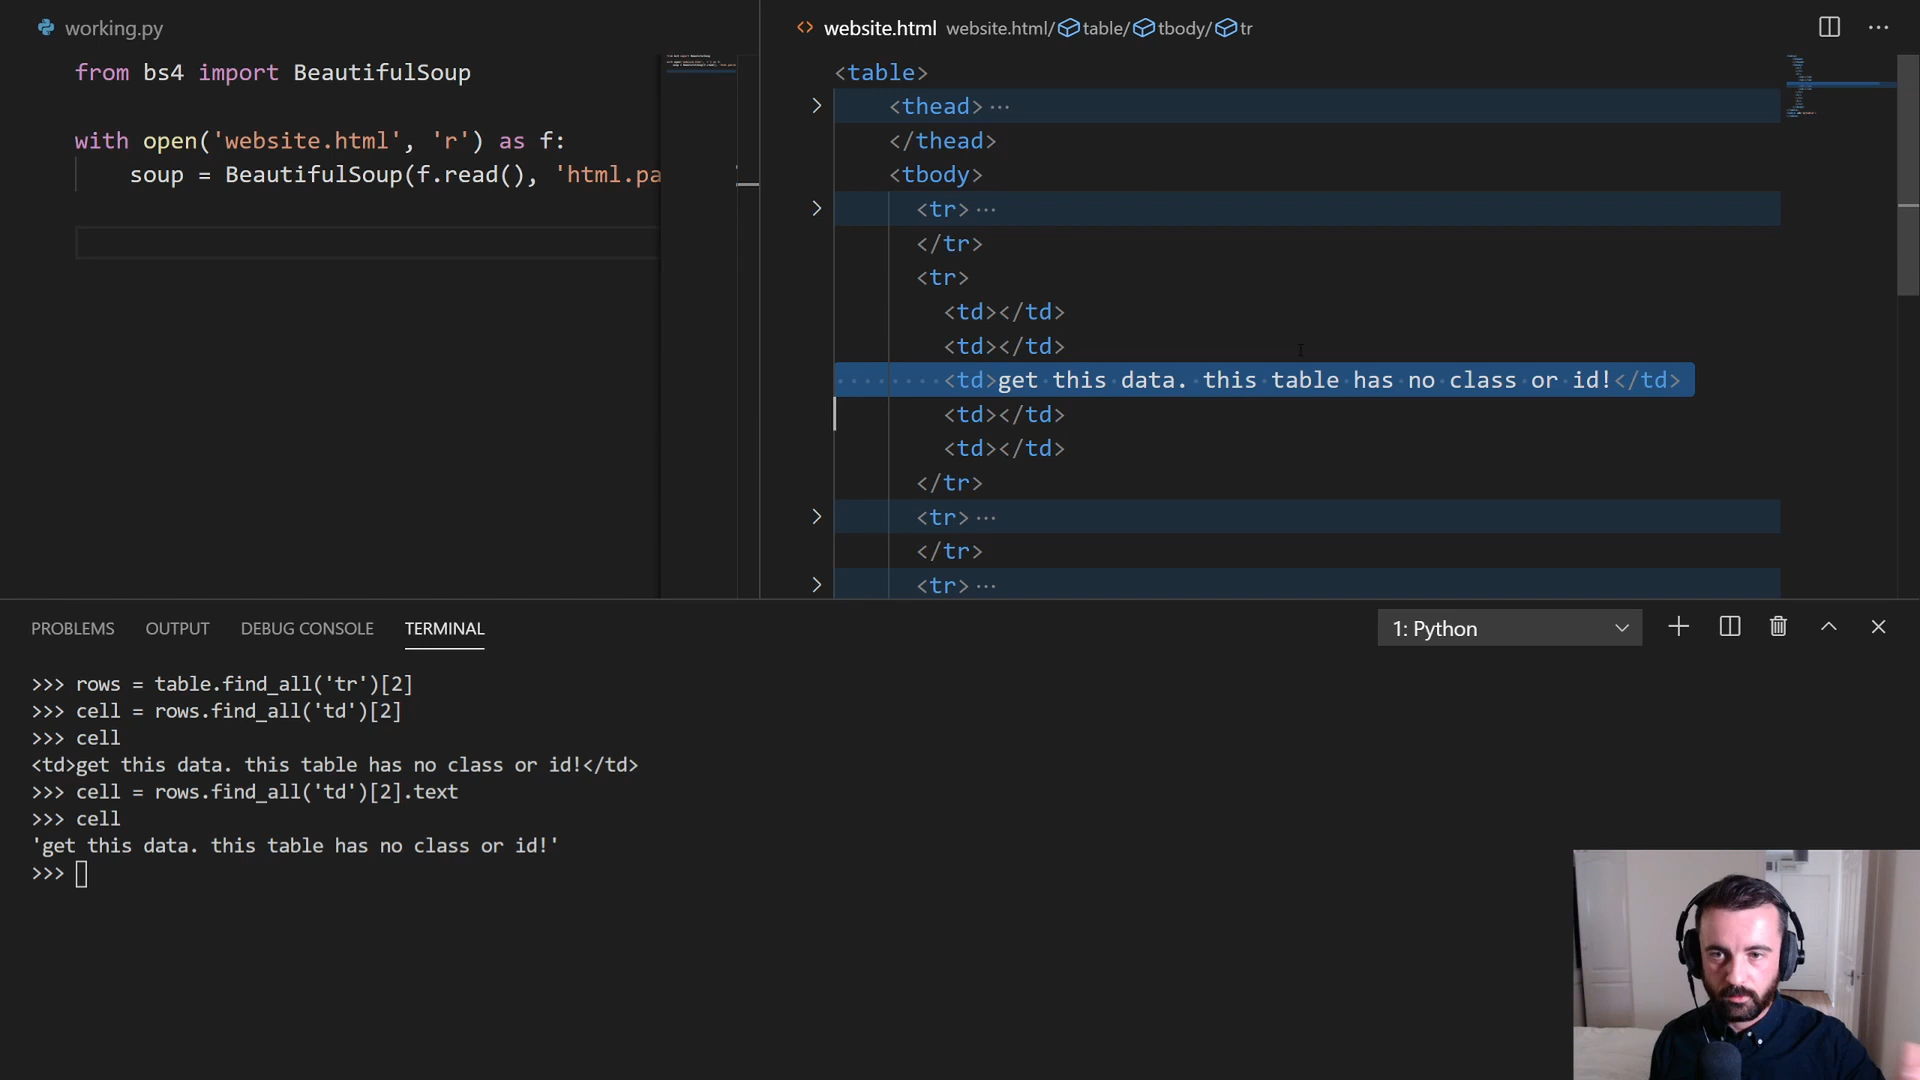 working.py
from bs4 import BeautifulSoup
with open('website.html', 'r') as f:
soup = BeautifulSoup(f.read(), 'html.pa
website.html website.html/table/tbody/tr
<table>
<thead>···
</thead>
<tbody>
<tr>···
</tr>
<tr>
<td></td>
<td></td>
<td>get·this·data.·this·table·has·no·class·or·id!</td>
<td></td>
<td></td>
</tr>
<tr>···
</tr>
<tr>···
PROBLEMS OUTPUT DEBUG CONSOLE TERMINAL
1: Python
>>> rows = table.find_all('tr')[2]
>>> cell = rows.find_all('td')[2]
>>> cell
<td>get this data. this table has no class or id!</td>
>>> cell = rows.find_all('td')[2].text
>>> cell
'get this data. this table has no class or id!'
>>>